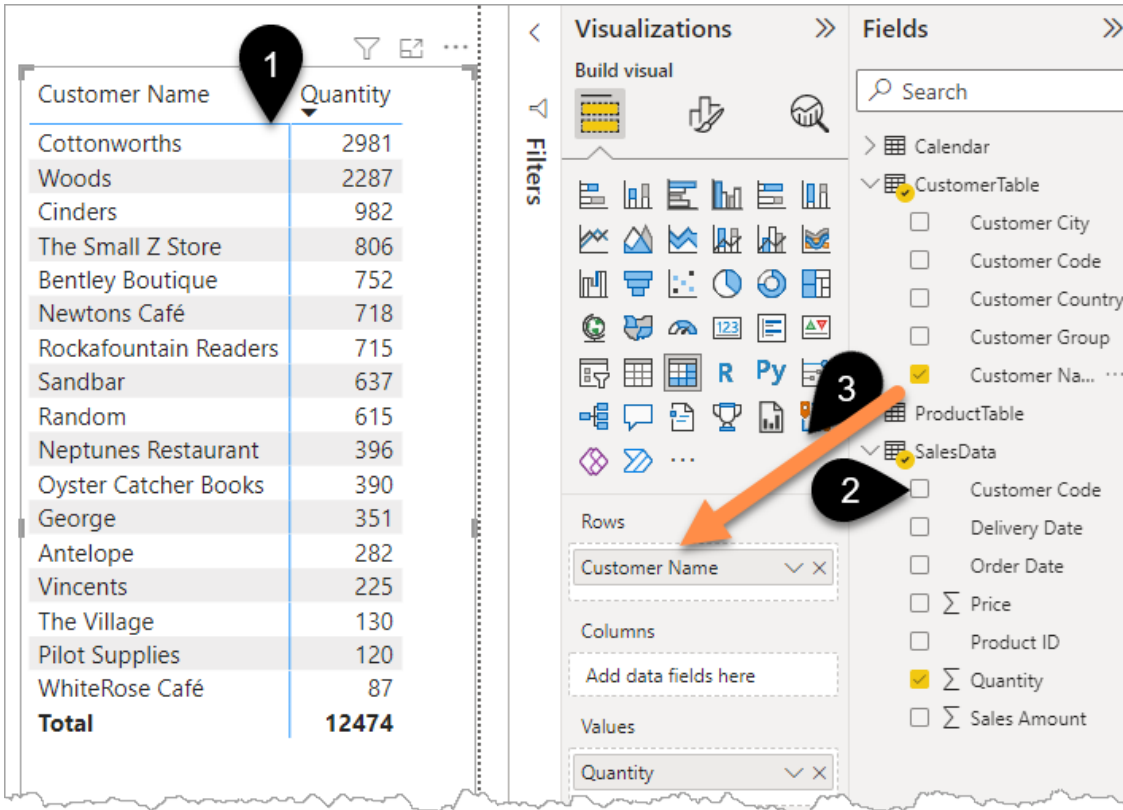 1
Customer Name Quantity
Cottonworths 2981
Woods 2287
Cinders 982
The Small Z Store 806
Bentley Boutique 752
Newtons Café 718
Rockafountain Readers 715
Sandbar 637
Random 615
Neptunes Restaurant 396
Oyster Catcher Books 390
George 351
Antelope 282
Vincents 225
The Village 130
Pilot Supplies 120
WhiteRose Café 87
Total 12474
Filters
Visualizations
Build visual
123
R Py
3
Rows
Customer Name
Columns
Add data fields here
Values
Quantity
Fields
Search
Calendar
CustomerTable
Customer City
Customer Code
Customer Country
Customer Group
Customer Na...
ProductTable
SalesData
2
Customer Code
Delivery Date
Order Date
Σ Price
Product ID
Σ Quantity
Σ Sales Amount